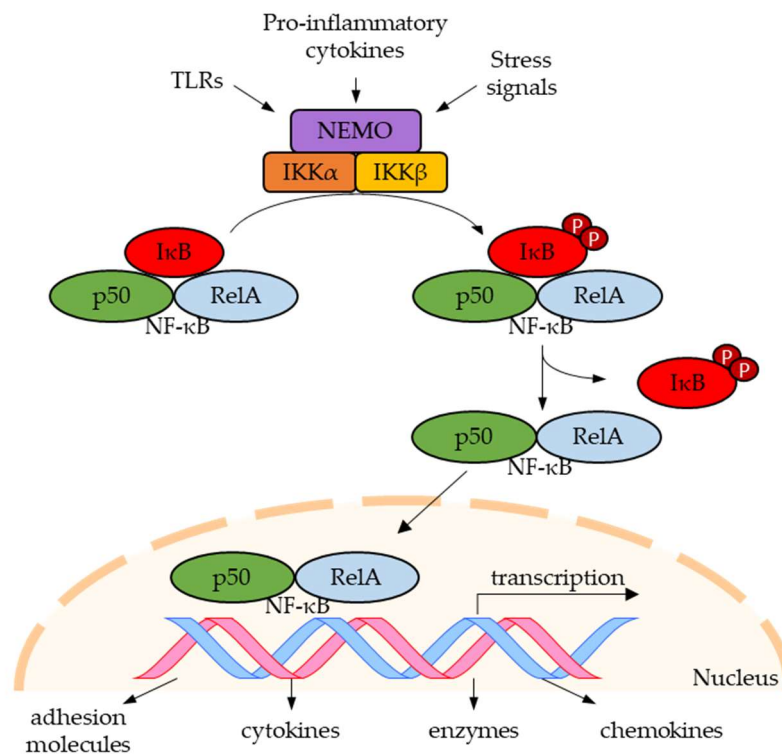 Pro-inflammatory
cytokines
TLRs
Stress
signals
NEMO
IKKα
IKKβ
IκB
p50
RelA
NF-κB
P
P
IκB
p50
RelA
NF-κB
P
P
IκB
p50
RelA
NF-κB
p50
RelA
NF-κB
transcription
Nucleus
adhesion
molecules
cytokines
enzymes
chemokines